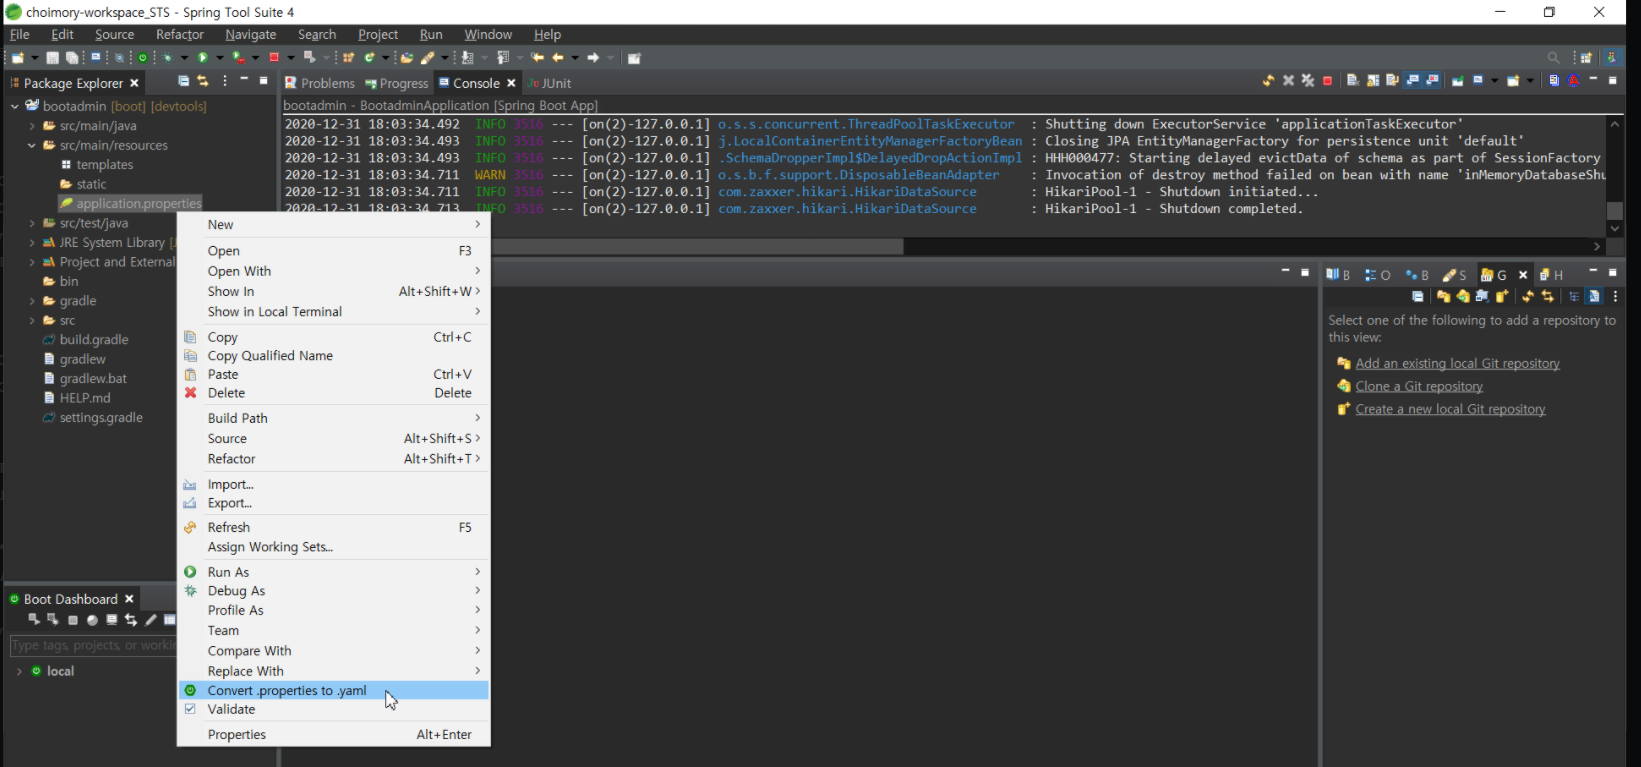 choimory-workspace_STS - Spring Tool Suite 4
File Edit Source Refactor Navigate Search Project Run Window Help
Package Explorer
bootadmin [boot] [devtools]
src/main/java
src/main/resources
templates
static
application.properties
src/test/java
JRE System Library [J
Project and External
bin
gradle
src
build.gradle
gradlew
gradlew.bat
HELP.md
settings.gradle
Problems Progress Console JUnit
bootadmin - BootadminApplication [Spring Boot App]
2020-12-31 18:03:34.492 INFO 3516 --- [on(2)-127.0.0.1] o.s.s.concurrent.ThreadPoolTaskExecutor : Shutting down ExecutorService 'applicationTaskExecutor'
2020-12-31 18:03:34.493 INFO 3516 --- [on(2)-127.0.0.1] j.LocalContainerEntityManagerFactoryBean : Closing JPA EntityManagerFactory for persistence unit 'default'
2020-12-31 18:03:34.493 INFO 3516 --- [on(2)-127.0.0.1] .SchemaDropperImpl$DelayedDropActionImpl : HHH000477: Starting delayed evictData of schema as part of SessionFactory
2020-12-31 18:03:34.711 WARN 3516 --- [on(2)-127.0.0.1] o.s.b.f.support.DisposableBeanAdapter : Invocation of destroy method failed on bean with name 'inMemoryDatabaseShu
2020-12-31 18:03:34.711 INFO 3516 --- [on(2)-127.0.0.1] com.zaxxer.hikari.HikariDataSource : HikariPool-1 - Shutdown initiated...
2020-12-31 18:03:34.713 INFO 3516 --- [on(2)-127.0.0.1] com.zaxxer.hikari.HikariDataSource : HikariPool-1 - Shutdown completed.
New
Open F3
Open With
Show In Alt+Shift+W
Show in Local Terminal
Copy Ctrl+C
Copy Qualified Name
Paste Ctrl+V
Delete Delete
Build Path
Source Alt+Shift+S
Refactor Alt+Shift+T
Import...
Export...
Refresh F5
Assign Working Sets...
Run As
Debug As
Profile As
Team
Compare With
Replace With
Convert .properties to .yaml
Validate
Properties Alt+Enter
Boot Dashboard
Type tags, projects, or workin
local
B O B S G H
Select one of the following to add a repository to
this view:
Add an existing local Git repository
Clone a Git repository
Create a new local Git repository